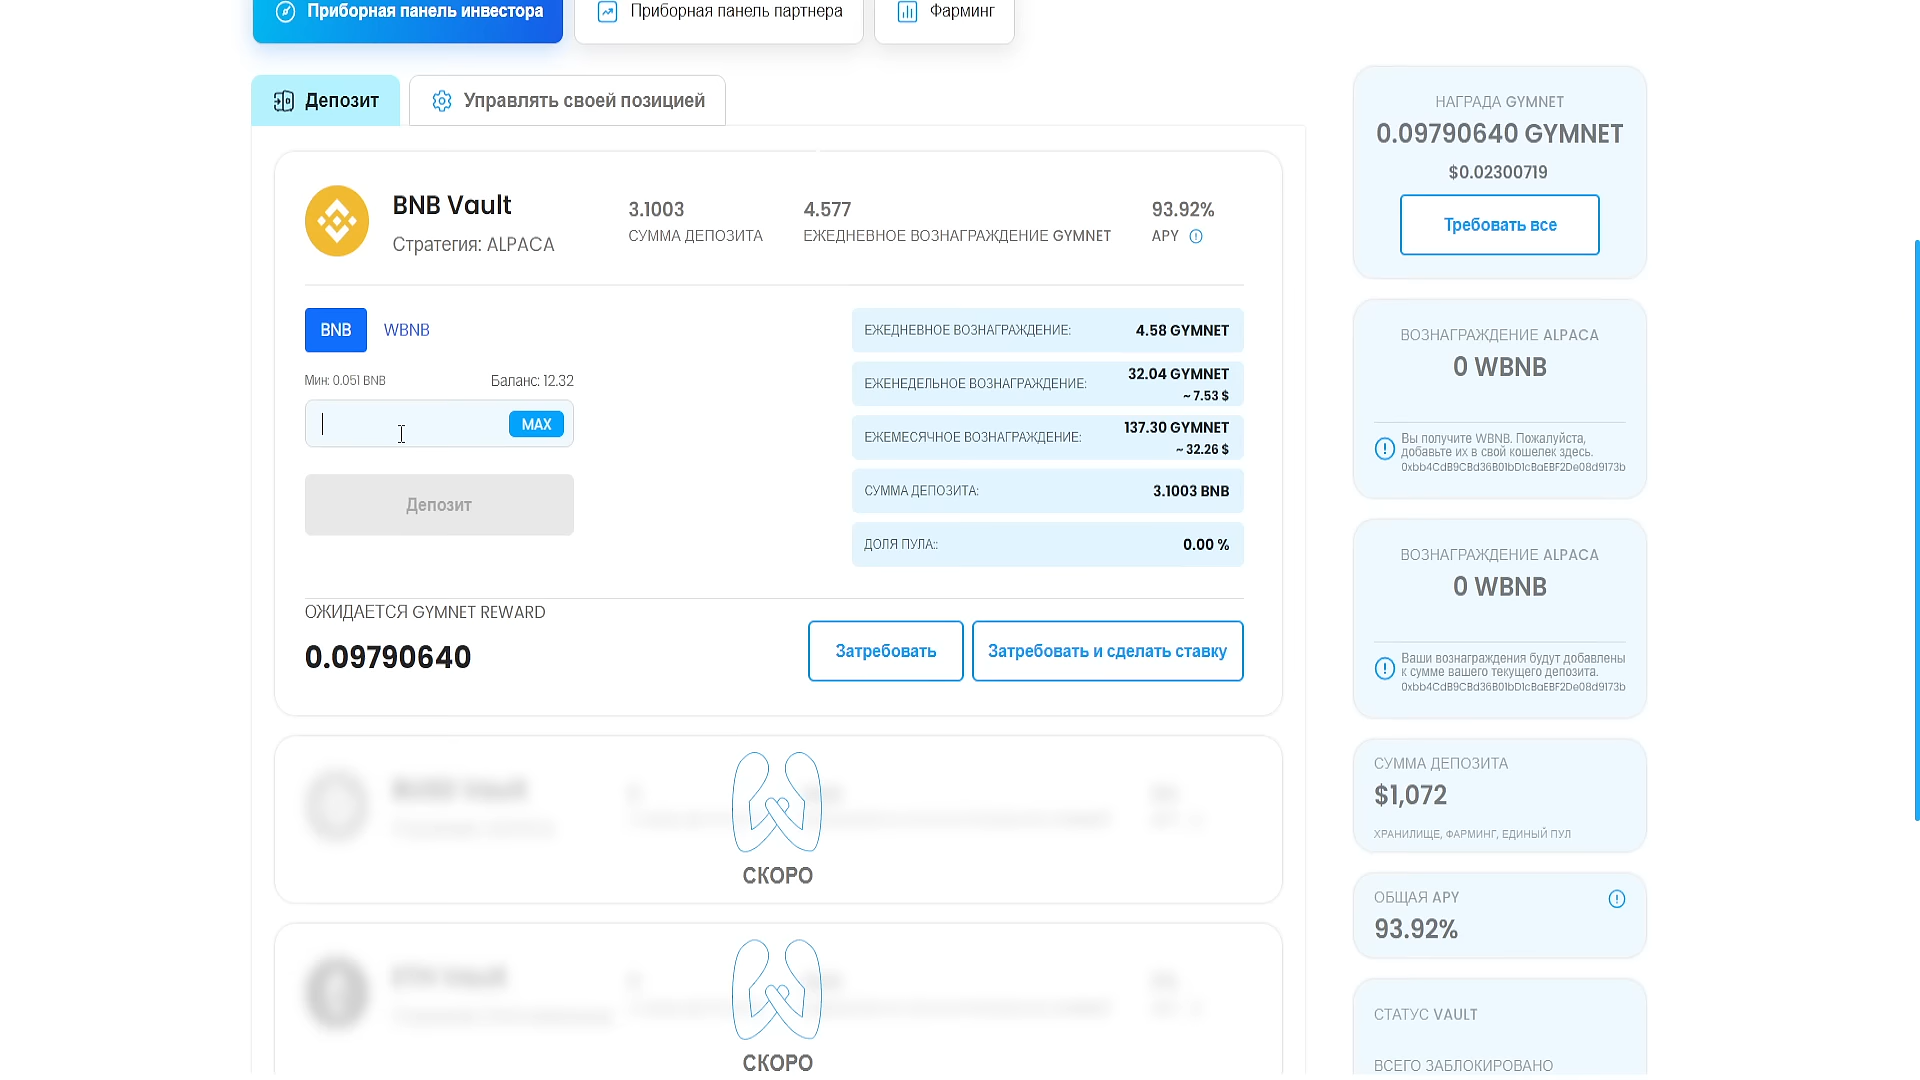 Приборная панель инвестора
Приборная панель партнера
Фарминг
Депозит
Управлять своей позицией
BNB Vault
Стратегия: ALPACA
3.1003
СУММА ДЕПОЗИТА
4.577
ЕЖЕДНЕВНОЕ ВОЗНАГРАЖДЕНИЕ GYMNET
93.92%
APY
BNB
WBNB
Мин: 0.051 BNB
Баланс: 12.32
MAX
Депозит
ЕЖЕДНЕВНОЕ ВОЗНАГРАЖДЕНИЕ:
4.58 GYMNET
ЕЖЕНЕДЕЛЬНОЕ ВОЗНАГРАЖДЕНИЕ:
32.04 GYMNET
~ 7.53 $
ЕЖЕМЕСЯЧНОЕ ВОЗНАГРАЖДЕНИЕ:
137.30 GYMNET
~ 32.26 $
СУММА ДЕПОЗИТА:
3.1003 BNB
ДОЛЯ ПУЛА::
0.00 %
ОЖИДАЕТСЯ GYMNET REWARD
0.09790640
Затребовать
Затребовать и сделать ставку
СКОРО
СКОРО
НАГРАДА GYMNET
0.09790640 GYMNET
$0.02300719
Требовать все
ВОЗНАГРАЖДЕНИЕ ALPACA
0 WBNB
Вы получите WBNB. Пожалуйста,
добавьте их в свой кошелек здесь.
0xbb4CdB9CBd36B01bD1cBaEBF2De08d9173b
ВОЗНАГРАЖДЕНИЕ ALPACA
0 WBNB
Ваши вознаграждения будут добавлены
к сумме вашего текущего депозита.
0xbb4CdB9CBd36B01bD1cBaEBF2De08d9173b
СУММА ДЕПОЗИТА
$1,072
ХРАНИЛИЩЕ, ФАРМИНГ, ЕДИНЫЙ ПУЛ
ОБЩАЯ APY
93.92%
СТАТУС VAULT
ВСЕГО ЗАБЛОКИРОВАНО